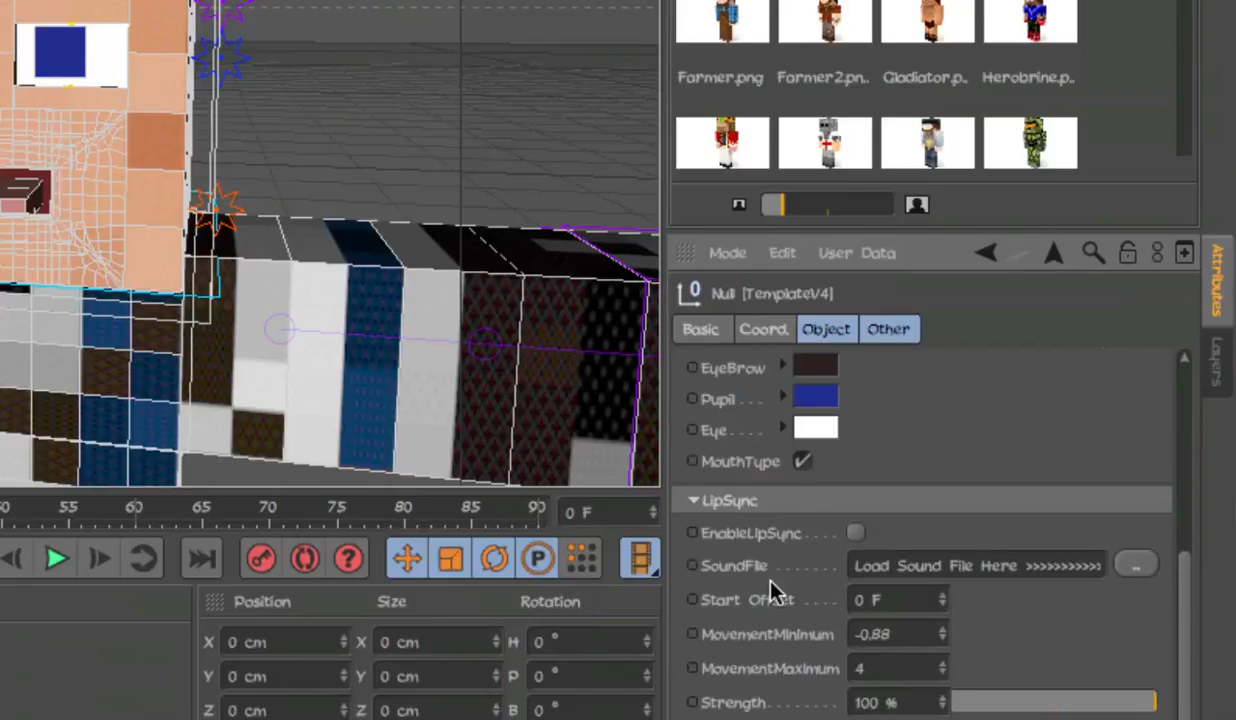 Farmer.png Farmer2.pn.. Gladiator.p.. Herobrine.p..
Mode Edit User Data
Attributes
Layers
0 Null [TemplateV4]
Basic Coord. Object Other
EyeBrow
Pupil . . . .
Eye . . . . .
MouthType
LipSync
EnableLipSync . . . .
SoundFile . . . . . . . Load Sound File Here >>>>>>>>>> ...
Start . . . . 0 F
MovementMinimum -0.88
MovementMaximum 4
Strength . . . . . . . 100 %
55 60 65 70 75 80 85 90 0 F
P
Position Size Rotation
X 0 cm X 0 cm H 0 °
Y 0 cm Y 0 cm P 0 °
Z 0 cm Z 0 cm B 0 °